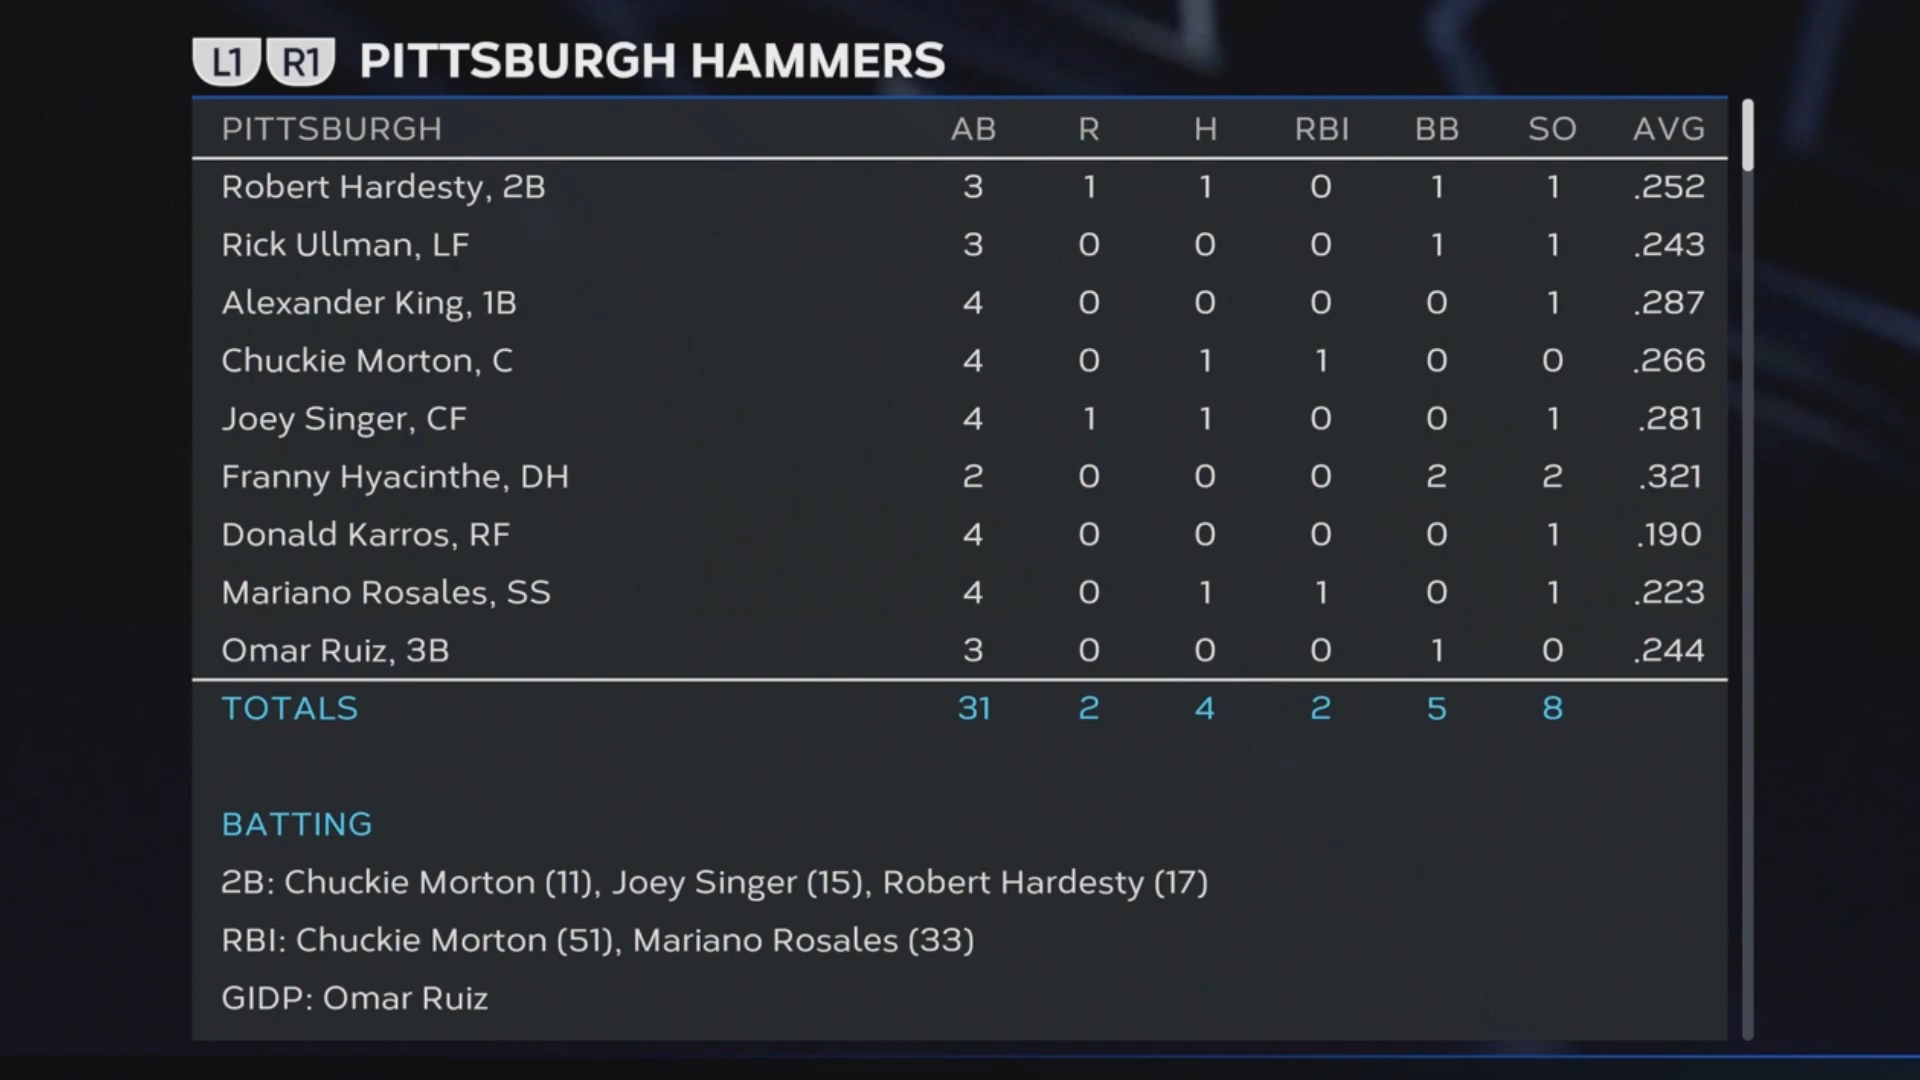 L1 R1 PITTSBURGH HAMMERS
PITTSBURGH AB R H RBI BB SO AVG
Robert Hardesty, 2B 3 1 1 0 1 1 .252
Rick Ullman, LF 3 0 0 0 1 1 .243
Alexander King, 1B 4 0 0 0 0 1 .287
Chuckie Morton, C 4 0 1 1 0 0 .266
Joey Singer, CF 4 1 1 0 0 1 .281
Franny Hyacinthe, DH 2 0 0 0 2 2 .321
Donald Karros, RF 4 0 0 0 0 1 .190
Mariano Rosales, SS 4 0 1 1 0 1 .223
Omar Ruiz, 3B 3 0 0 0 1 0 .244
TOTALS 31 2 4 2 5 8
BATTING
2B: Chuckie Morton (11), Joey Singer (15), Robert Hardesty (17)
RBI: Chuckie Morton (51), Mariano Rosales (33)
GIDP: Omar Ruiz